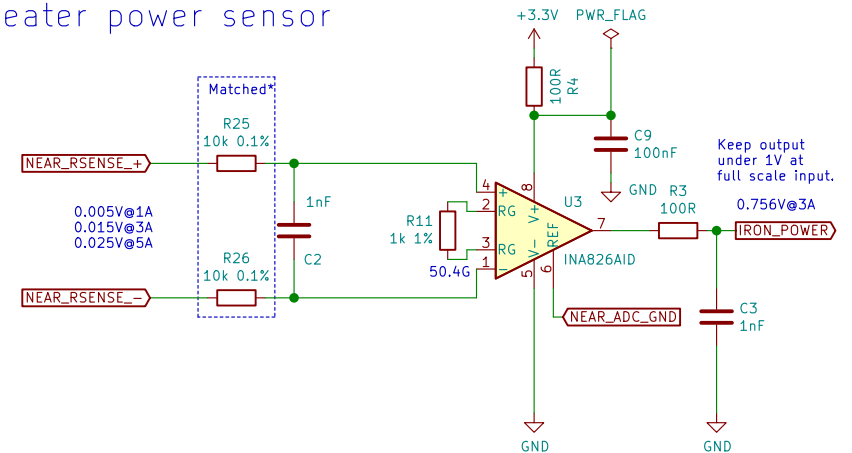 eater power sensor
+3.3V
PWR_FLAG
100R
R4
C9
100nF
GND
Matched*
R25
10k 0.1%
NEAR_RSENSE_+
0.005V@1A
0.015V@3A
0.025V@5A
1nF
C2
R26
10k 0.1%
NEAR_RSENSE_-
R11
1k 1%
50.4G
4
2
3
1
+
RG
RG
-
8
V+
V-
REF
5
6
7
U3
INA826AID
NEAR_ADC_GND
GND
R3
100R
Keep output
under 1V at
full scale input.
0.756V@3A
IRON_POWER
C3
1nF
GND